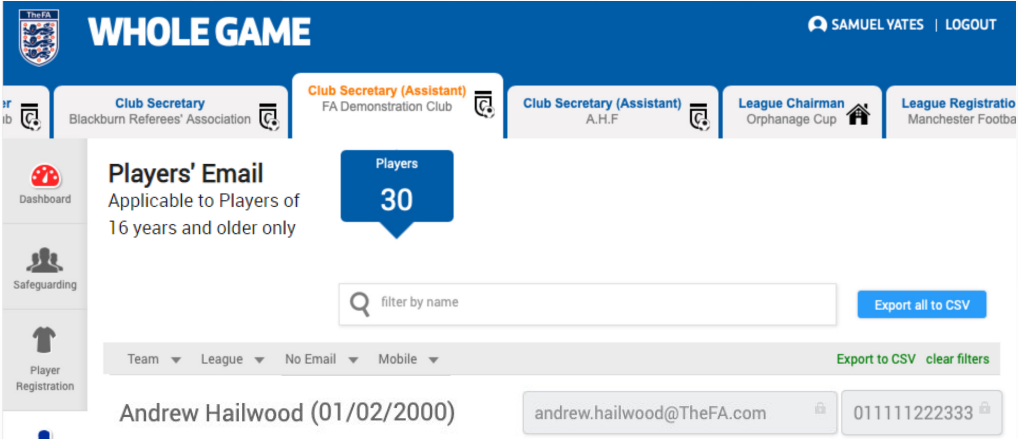 TheFA
WHOLE GAME
SAMUEL YATES | LOGOUT
Club Secretary
Blackburn Referees' Association
Club Secretary (Assistant)
FA Demonstration Club
Club Secretary (Assistant)
A.H.F
League Chairman
Orphanage Cup
League Registratio
Manchester Footba
Dashboard
Safeguarding
Player
Registration
Players' Email
Applicable to Players of
16 years and older only
Players
30
filter by name
Export all to CSV
Team League No Email Mobile
Export to CSV clear filters
Andrew Hailwood (01/02/2000)
andrew.hailwood@TheFA.com
011111222333